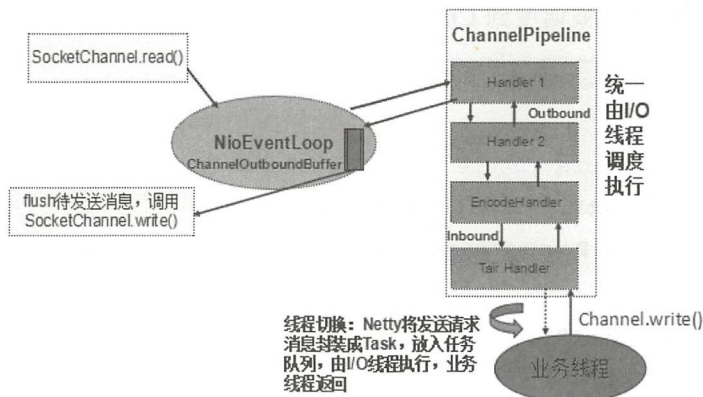 ChannelPipeline
SocketChannel.read()
Handler 1
Outbound
NioEventLoop
ChannelOutboundBuffer
Handler 2
统一
由I/O
线程
调度
执行
flush待发送消息，调用
SocketChannel.write()
EncodeHandler
Inbound
Tair Handler
线程切换：Netty将发送请求
消息封装成Task，放入任务
队列，由I/O线程执行，业务
线程返回
Channel.write()
业务线程